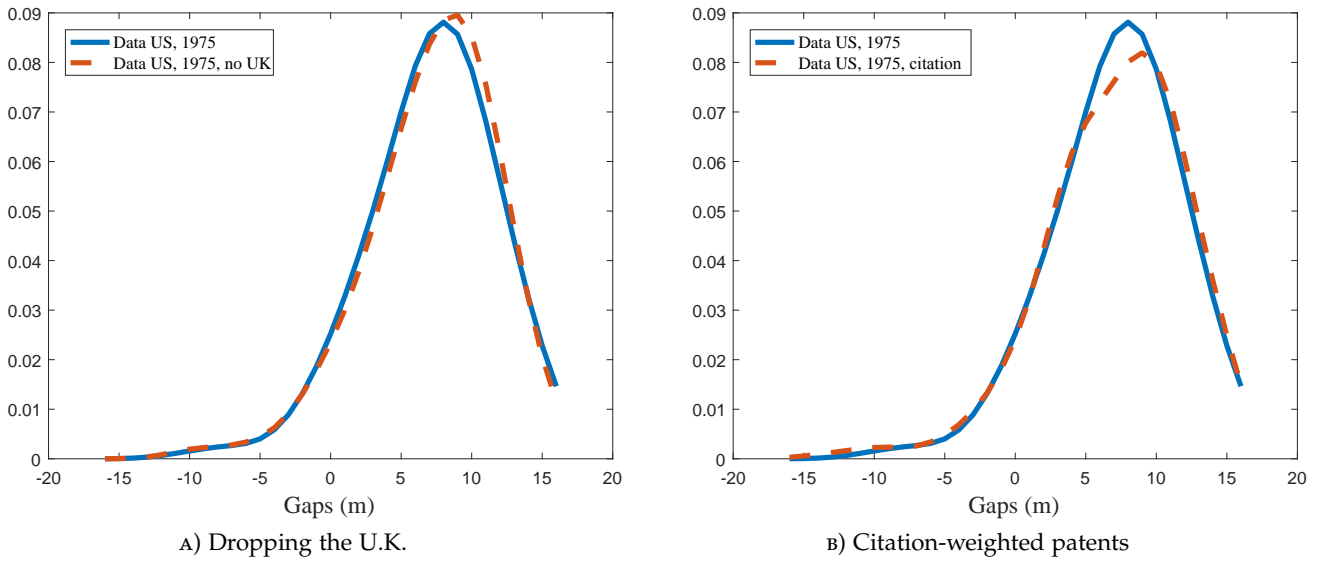 0.09
0.08
0.07
0.06
0.05
0.04
0.03
0.02
0.01
0
-20 -15 -10 -5 0 5 10 15 20
Data US, 1975
Data US, 1975, no UK
Gaps (m)
A) Dropping the U.K.
0.09
0.08
0.07
0.06
0.05
0.04
0.03
0.02
0.01
0
-20 -15 -10 -5 0 5 10 15 20
Data US, 1975
Data US, 1975, citation
Gaps (m)
B) Citation-weighted patents